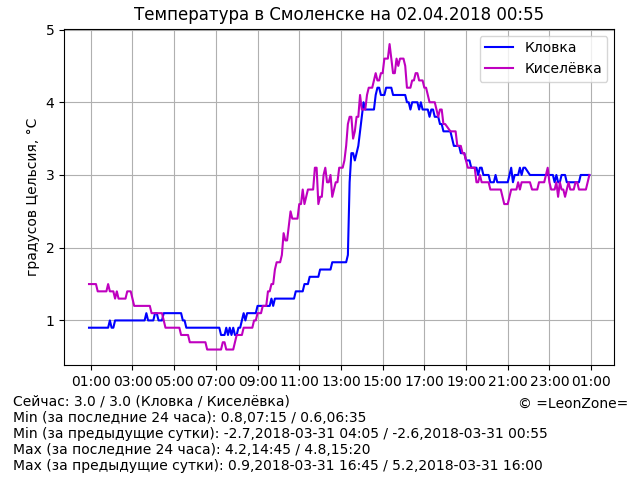 Температура в Смоленске на 02.04.2018 00:55
градусов Цельсия, °C
5
4
3
2
1
Кловка
Киселёвка
01:00 03:00 05:00 07:00 09:00 11:00 13:00 15:00 17:00 19:00 21:00 23:00 01:00
Сейчас: 3.0 / 3.0 (Кловка / Киселёвка)
© =LeonZone=
Min (за последние 24 часа): 0.8,07:15 / 0.6,06:35
Min (за предыдущие сутки): -2.7,2018-03-31 04:05 / -2.6,2018-03-31 00:55
Max (за последние 24 часа): 4.2,14:45 / 4.8,15:20
Max (за предыдущие сутки): 0.9,2018-03-31 16:45 / 5.2,2018-03-31 16:00